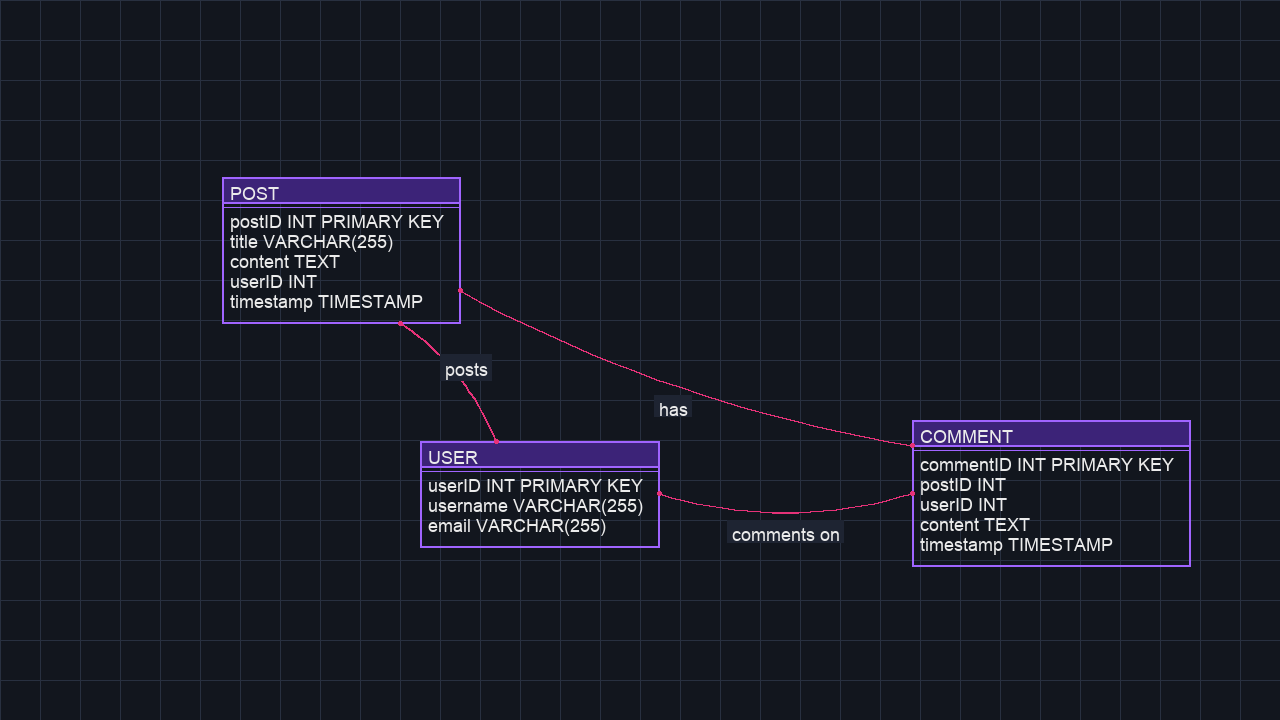 POST
postID INT PRIMARY KEY
title VARCHAR(255)
content TEXT
userID INT
timestamp TIMESTAMP
posts
has
USER
userID INT PRIMARY KEY
username VARCHAR(255)
email VARCHAR(255)
comments on
COMMENT
commentID INT PRIMARY KEY
postID INT
userID INT
content TEXT
timestamp TIMESTAMP